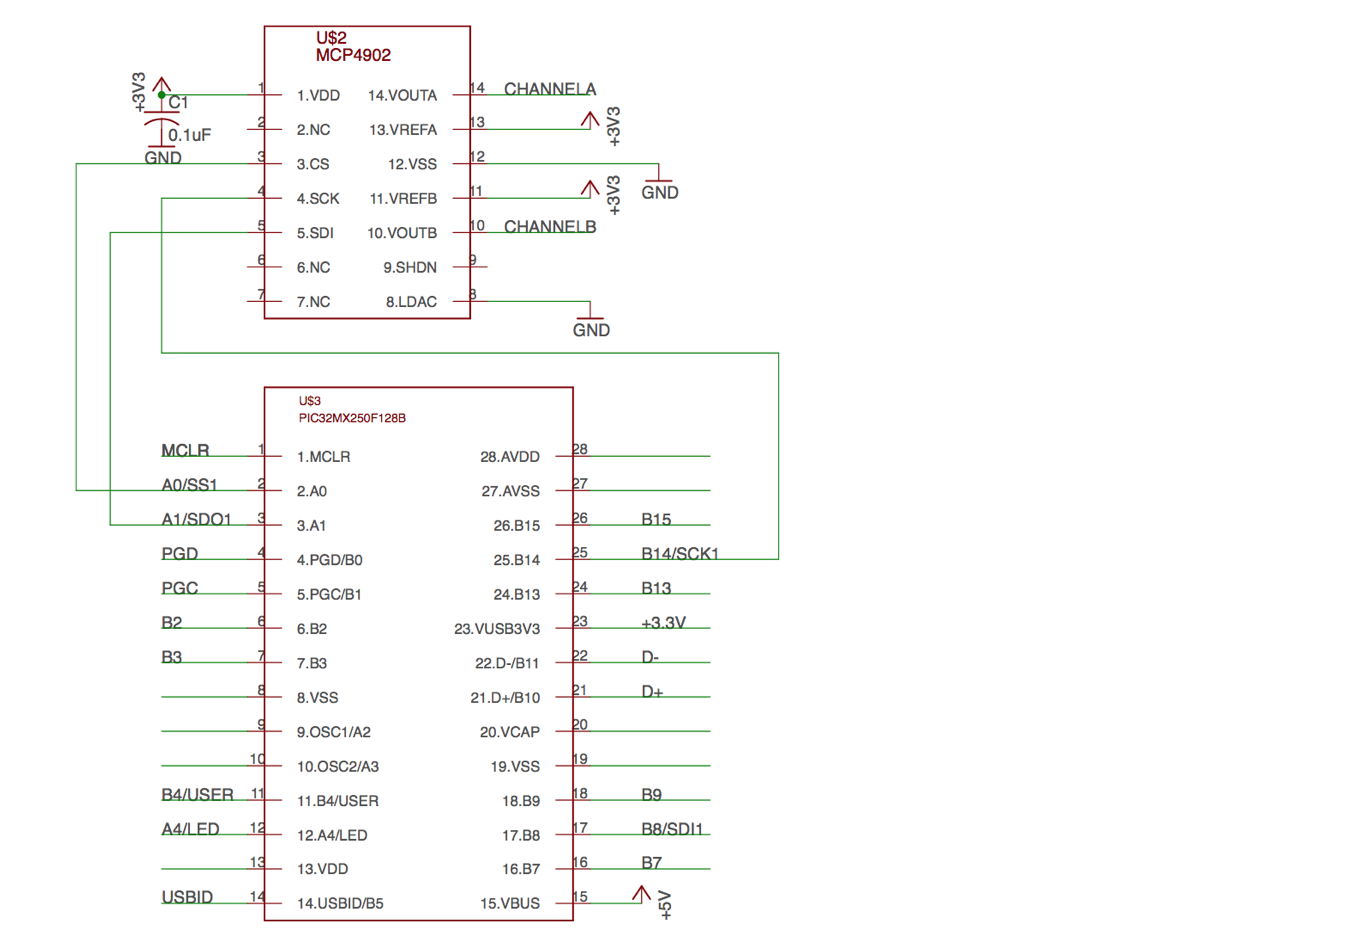 U$2
MCP4902
+3V3
C1
0.1uF
GND
1 1.VDD 14.VOUTA 14 CHANNELA
2 2.NC 13.VREFA 13 +3V3
3 3.CS 12.VSS 12 GND
4 4.SCK 11.VREFB 11 +3V3
5 5.SDI 10.VOUTB 10 CHANNELB
6 6.NC 9.SHDN 9
7 7.NC 8.LDAC 8 GND
U$3
PIC32MX250F128B
MCLR 1 1.MCLR 28.AVDD 28
A0/SS1 2 2.A0 27.AVSS 27
A1/SDO1 3 3.A1 26.B15 26 B15
PGD 4 4.PGD/B0 25.B14 25 B14/SCK1
PGC 5 5.PGC/B1 24.B13 24 B13
B2 6 6.B2 23.VUSB3V3 23 +3.3V
B3 7 7.B3 22.D-/B11 22 D-
8 8.VSS 21.D+/B10 21 D+
9 9.OSC1/A2 20.VCAP 20
10 10.OSC2/A3 19.VSS 19
B4/USER 11 11.B4/USER 18.B9 18 B9
A4/LED 12 12.A4/LED 17.B8 17 B8/SDI1
13 13.VDD 16.B7 16 B7
USBID 14 14.USBID/B5 15.VBUS 15 +5V